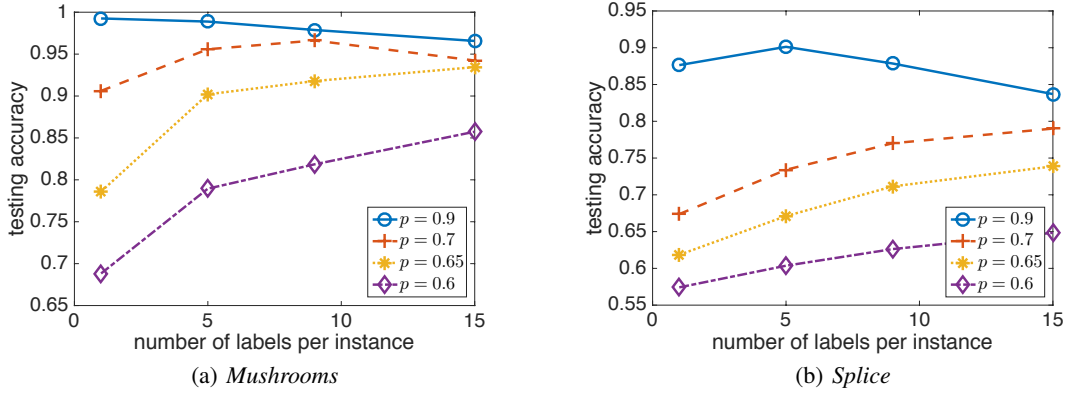 1
0.95
0.9
0.85
0.8
0.75
0.7
0.65
0
5
10
15
testing accuracy
number of labels per instance
p = 0.9
p = 0.7
p = 0.65
p = 0.6
(a) Mushrooms
0.95
0.9
0.85
0.8
0.75
0.7
0.65
0.6
0.55
0
5
10
15
testing accuracy
number of labels per instance
p = 0.9
p = 0.7
p = 0.65
p = 0.6
(b) Splice